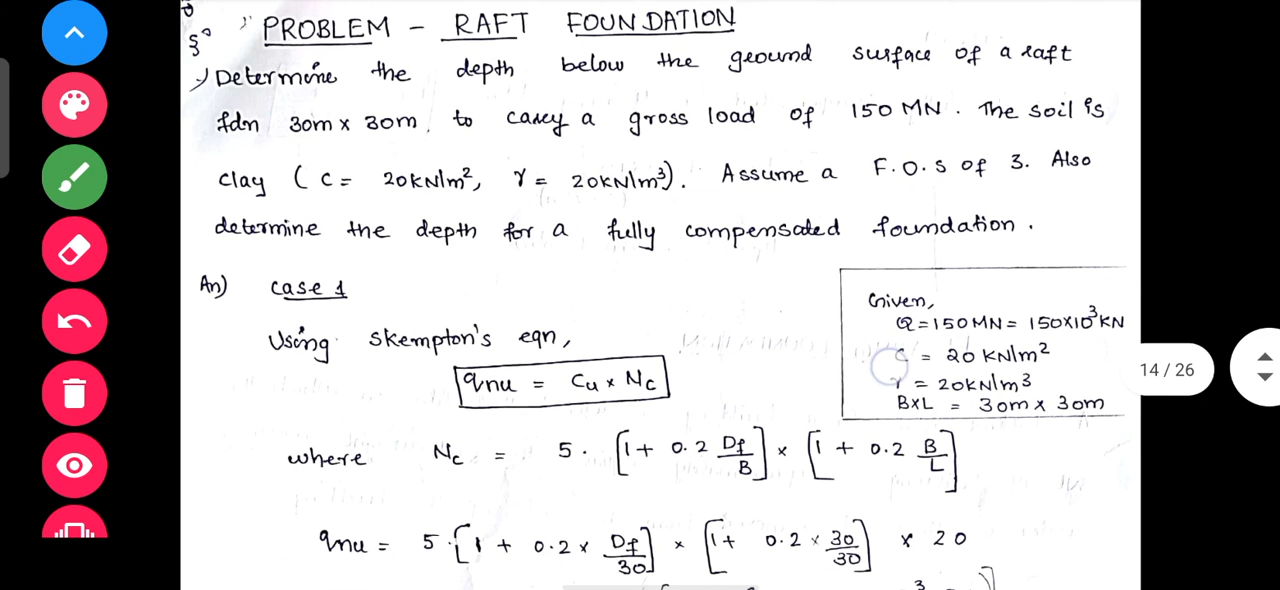 PROBLEM - RAFT FOUNDATION
Determine the depth below the ground surface of a raft
fdn 30m x 30m, to carry a gross load of 150 MN. The soil is
clay (c = 20kN/m², γ = 20kN/m³). Assume a F.O.S of 3. Also
determine the depth for a fully compensated foundation.
An) case 1
Using Skempton's eqn,
qnu = Cu x Nc
Given,
Q = 150 MN = 150x10³ KN
C = 20 KN/m²
γ = 20kN/m³
BxL = 30m x 30m
14 / 26
where Nc = 5. [1 + 0.2 Df/B] x [1 + 0.2 B/L]
qnu = 5.[1 + 0.2 x Df/30] x [1 + 0.2 x 30/30] x 20